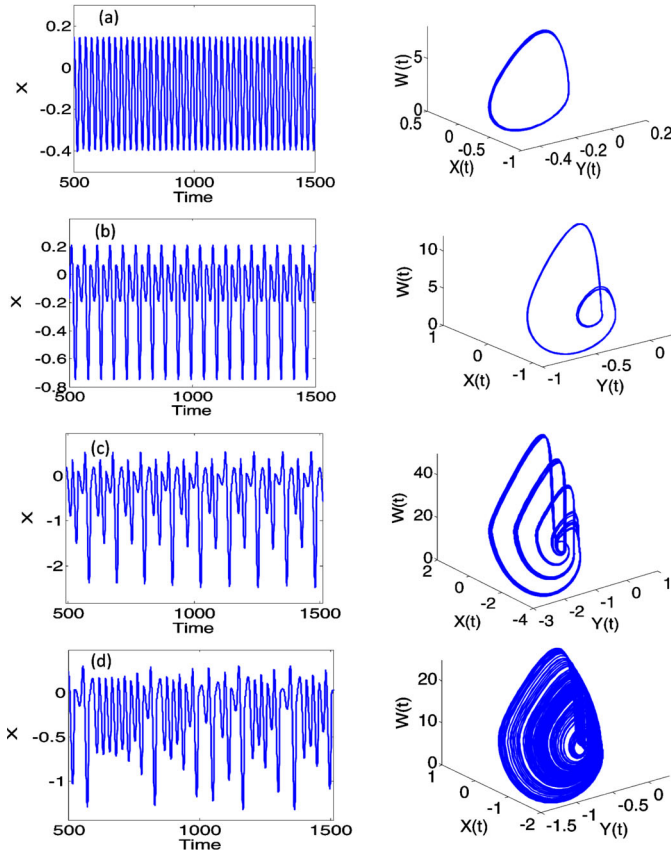 (a)
0.2
0
-0.2
-0.4
X
500 1000 1500
Time
W(t)
5
0
0.5
0
-0.5
-1
X(t)
-0.4
-0.2
0
0.2
Y(t)
(b)
0.2
0
-0.2
-0.4
-0.6
-0.8
X
500 1000 1500
Time
W(t)
10
5
0
1
0
-1
X(t)
-1
-0.5
0
Y(t)
(c)
0
-1
-2
X
500 1000 1500
Time
W(t)
40
20
0
2
0
-2
-4
X(t)
-3
-2
-1
0
1
Y(t)
(d)
0
-0.5
-1
X
500 1000 1500
Time
W(t)
20
10
0
1
0
-1
-2
X(t)
-1.5
-1
-0.5
0
Y(t)